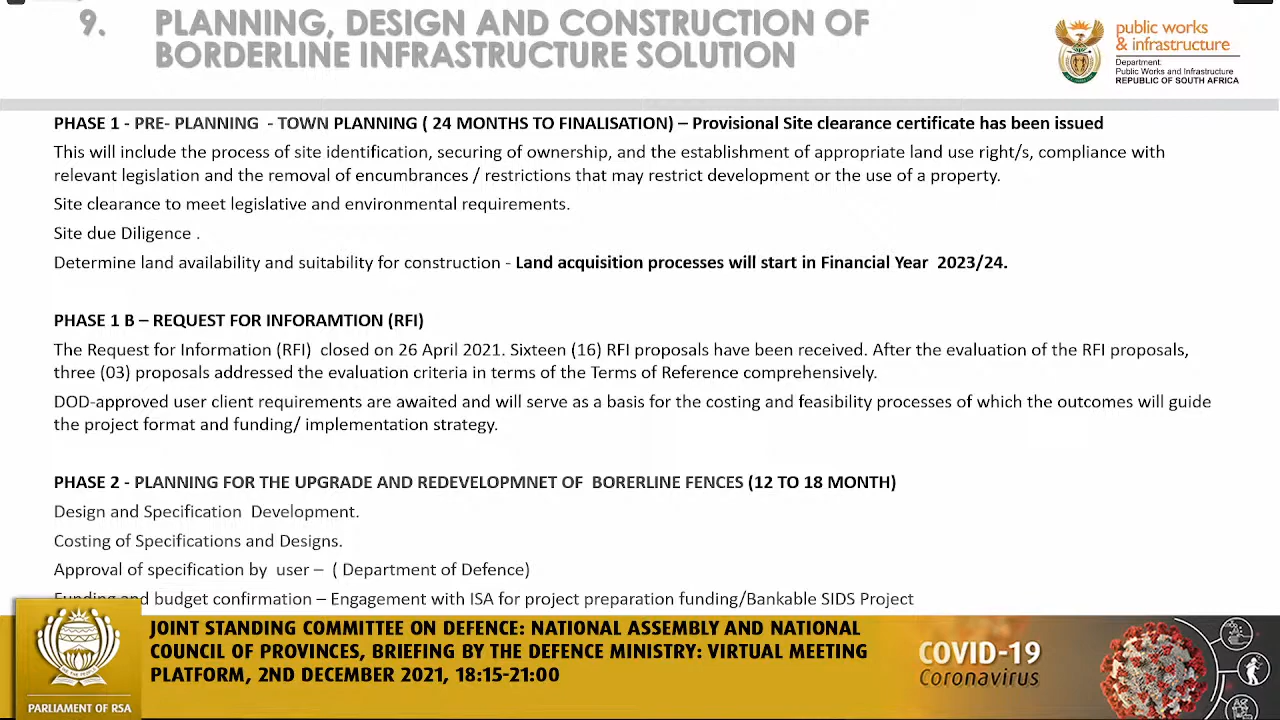 9. PLANNING, DESIGN AND CONSTRUCTION OF
BORDERLINE INFRASTRUCTURE SOLUTION
public works
& infrastructure
Department:
Public Works and Infrastructure
REPUBLIC OF SOUTH AFRICA
PHASE 1 - PRE- PLANNING - TOWN PLANNING ( 24 MONTHS TO FINALISATION) – Provisional Site clearance certificate has been issued
This will include the process of site identification, securing of ownership, and the establishment of appropriate land use right/s, compliance with
relevant legislation and the removal of encumbrances / restrictions that may restrict development or the use of a property.
Site clearance to meet legislative and environmental requirements.
Site due Diligence .
Determine land availability and suitability for construction - Land acquisition processes will start in Financial Year 2023/24.
PHASE 1 B – REQUEST FOR INFORAMTION (RFI)
The Request for Information (RFI) closed on 26 April 2021. Sixteen (16) RFI proposals have been received. After the evaluation of the RFI proposals,
three (03) proposals addressed the evaluation criteria in terms of the Terms of Reference comprehensively.
DOD-approved user client requirements are awaited and will serve as a basis for the costing and feasibility processes of which the outcomes will guide
the project format and funding/ implementation strategy.
PHASE 2 - PLANNING FOR THE UPGRADE AND REDEVELOPMNET OF BORERLINE FENCES (12 TO 18 MONTH)
Design and Specification Development.
Costing of Specifications and Designs.
Approval of specification by user – ( Department of Defence)
Funding and budget confirmation – Engagement with ISA for project preparation funding/Bankable SIDS Project
JOINT STANDING COMMITTEE ON DEFENCE: NATIONAL ASSEMBLY AND NATIONAL
COUNCIL OF PROVINCES, BRIEFING BY THE DEFENCE MINISTRY: VIRTUAL MEETING
PLATFORM, 2ND DECEMBER 2021, 18:15-21:00
COVID-19
Coronavirus
PARLIAMENT OF RSA